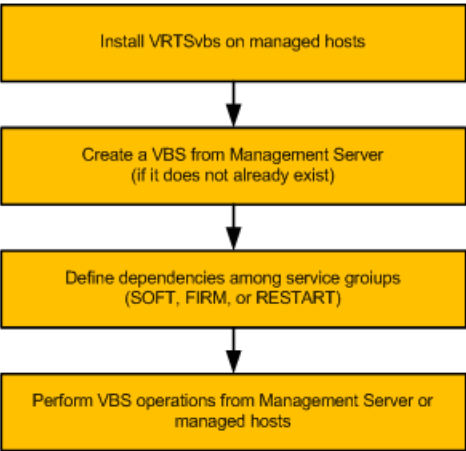 Install VRTSvbs on managed hosts
Create a VBS from Management Server
(if it does not already exist)
Define dependencies among service groiups
(SOFT, FIRM, or RESTART)
Perform VBS operations from Management Server or
managed hosts